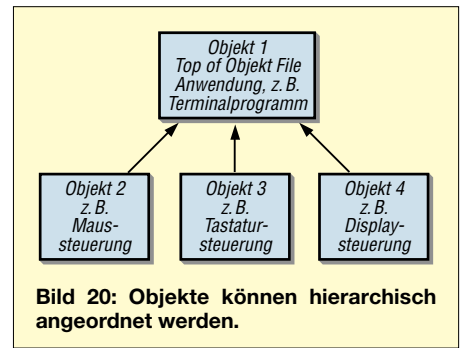 Objekt 1
Top of Objekt File
Anwendung, z. B.
Terminalprogramm
Objekt 2
z. B.
Maus-
steuerung
Objekt 3
z. B.
Tastatur-
steuerung
Objekt 4
z. B.
Display-
steuerung
Bild 20: Objekte können hierarchisch
angeordnet werden.